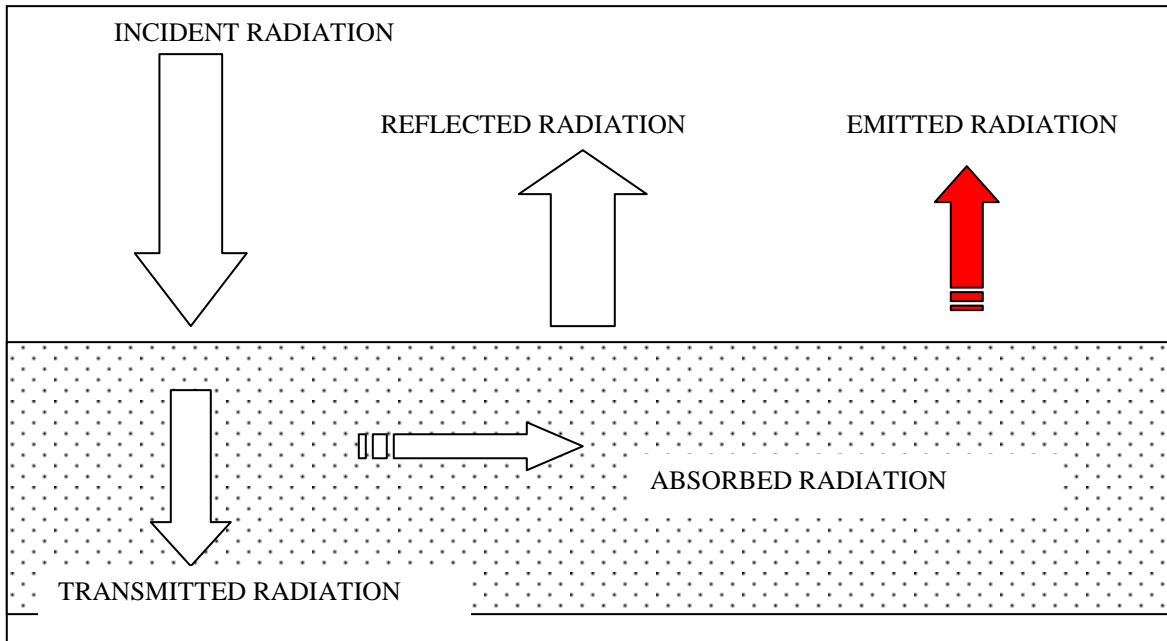 INCIDENT RADIATION
REFLECTED RADIATION
EMITTED RADIATION
ABSORBED RADIATION
TRANSMITTED RADIATION